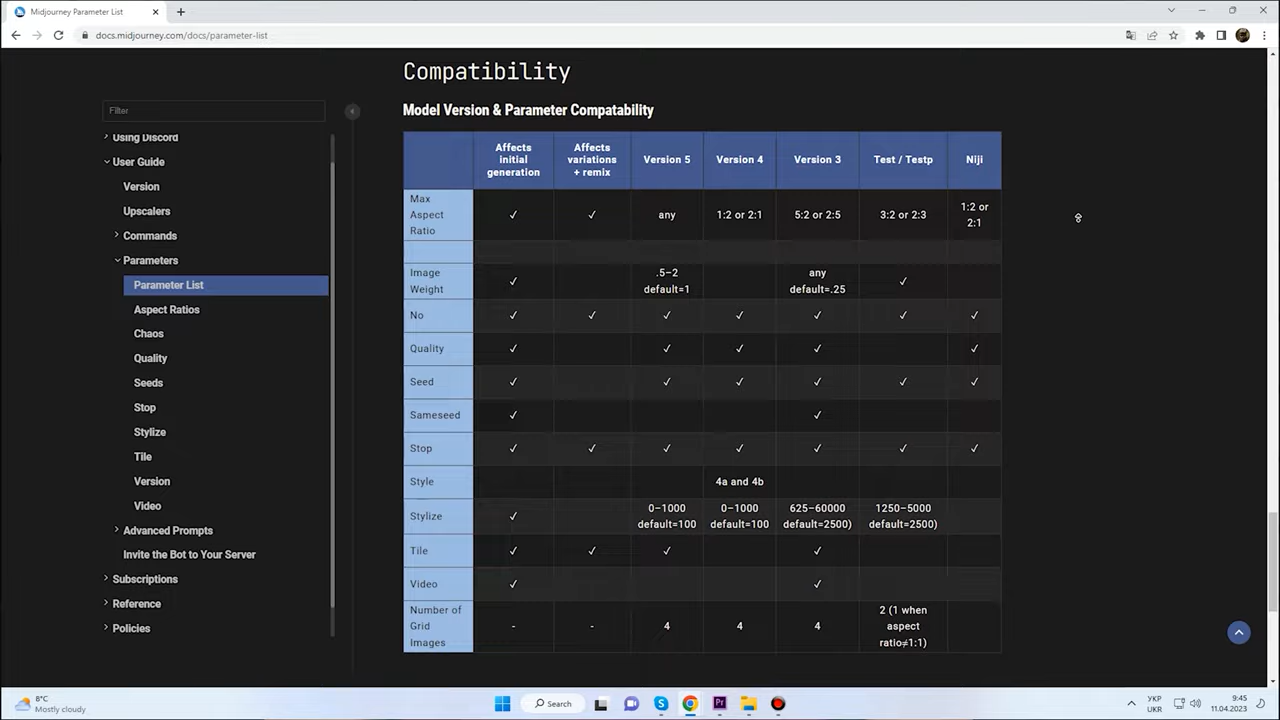 Midjourney Parameter List
docs.midjourney.com/docs/parameter-list
Filter
Using Discord
User Guide
Version
Upscalers
Commands
Parameters
Parameter List
Aspect Ratios
Chaos
Quality
Seeds
Stop
Stylize
Tile
Version
Video
Advanced Prompts
Invite the Bot to Your Server
Subscriptions
Reference
Policies
Compatibility
Model Version & Parameter Compatability
Affects initial generation Affects variations + remix Version 5 Version 4 Version 3 Test / Testp Niji
Max Aspect Ratio ✓ ✓ any 1:2 or 2:1 5:2 or 2:5 3:2 or 2:3 1:2 or 2:1
Image Weight ✓ .5–2 default=1 any default=.25 ✓
No ✓ ✓ ✓ ✓ ✓ ✓ ✓
Quality ✓ ✓ ✓ ✓ ✓
Seed ✓ ✓ ✓ ✓ ✓ ✓
Sameseed ✓ ✓
Stop ✓ ✓ ✓ ✓ ✓ ✓ ✓
Style 4a and 4b
Stylize ✓ 0–1000 default=100 0–1000 default=100 625–60000 default=2500) 1250–5000 default=2500)
Tile ✓ ✓ ✓ ✓
Video ✓ ✓
Number of Grid Images - - 4 4 4 2 (1 when aspect ratio≠1:1)
8°C
Mostly cloudy
Search
УКР
UKR
9:45
11.04.2023